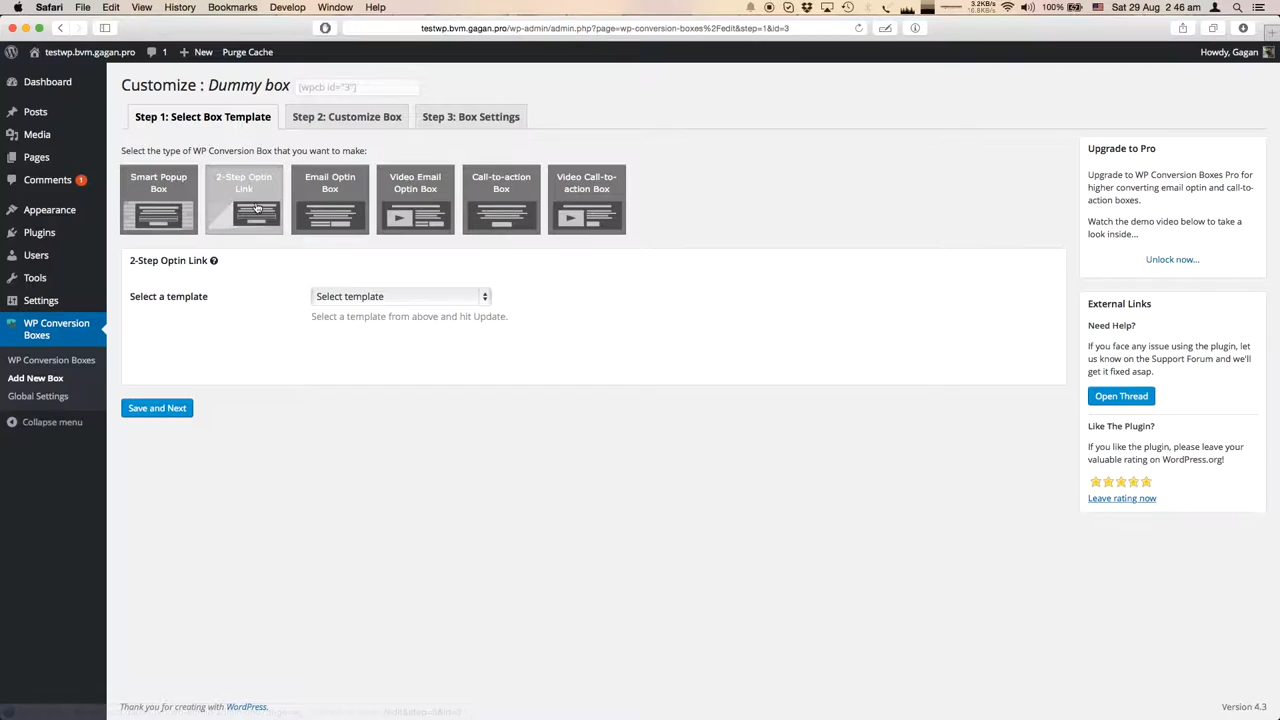 Safari File Edit View History Bookmarks Develop Window Help
3.2KB/s
16.8KB/s
100% Sat 29 Aug 2:46 am
testwp.bvm.gagan.pro/wp-admin/admin.php?page=wp-conversion-boxes%2Fedit&step=1&id=3
testwp.bvm.gagan.pro 1 + New Purge Cache Howdy, Gagan
Dashboard
Posts
Media
Pages
Comments 1
Appearance
Plugins
Users
Tools
Settings
WP Conversion
Boxes
WP Conversion Boxes
Add New Box
Global Settings
Collapse menu
Customize : Dummy box [wpcb id="3"]
Step 1: Select Box Template Step 2: Customize Box Step 3: Box Settings
Select the type of WP Conversion Box that you want to make:
Smart Popup
Box
2-Step Optin
Link
Email Optin
Box
Video Email
Optin Box
Call-to-action
Box
Video Call-to-
action Box
2-Step Optin Link ?
Select a template Select template
Select a template from above and hit Update.
Save and Next
Upgrade to Pro
Upgrade to WP Conversion Boxes Pro for
higher converting email optin and call-to-
action boxes.
Watch the demo video below to take a
look inside...
Unlock now...
External Links
Need Help?
If you face any issue using the plugin, let
us know on the Support Forum and we'll
get it fixed asap.
Open Thread
Like The Plugin?
If you like the plugin, please leave your
valuable rating on WordPress.org!
Leave rating now
Thank you for creating with WordPress.
Version 4.3